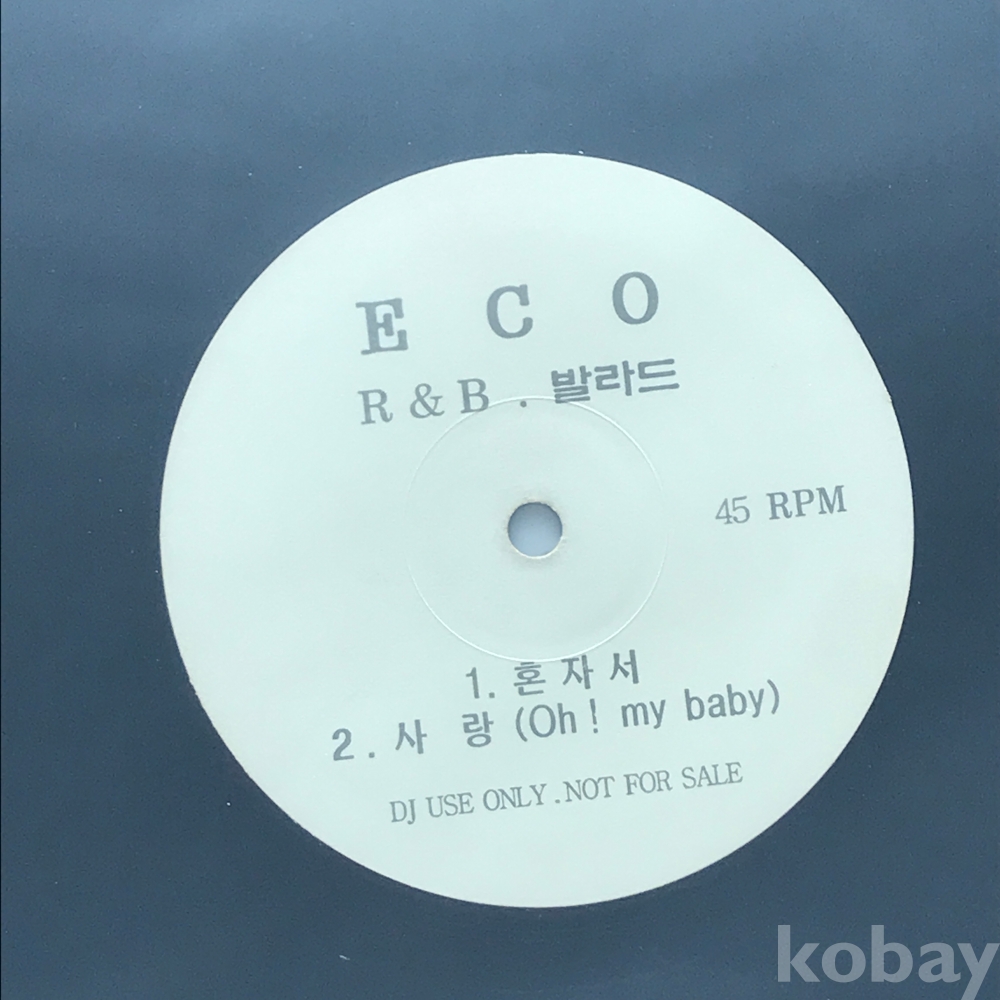 E C O
R & B . 발라드
45 RPM
1. 혼자서
2. 사 랑 (Oh! my baby)
DJ USE ONLY . NOT FOR SALE
kobay